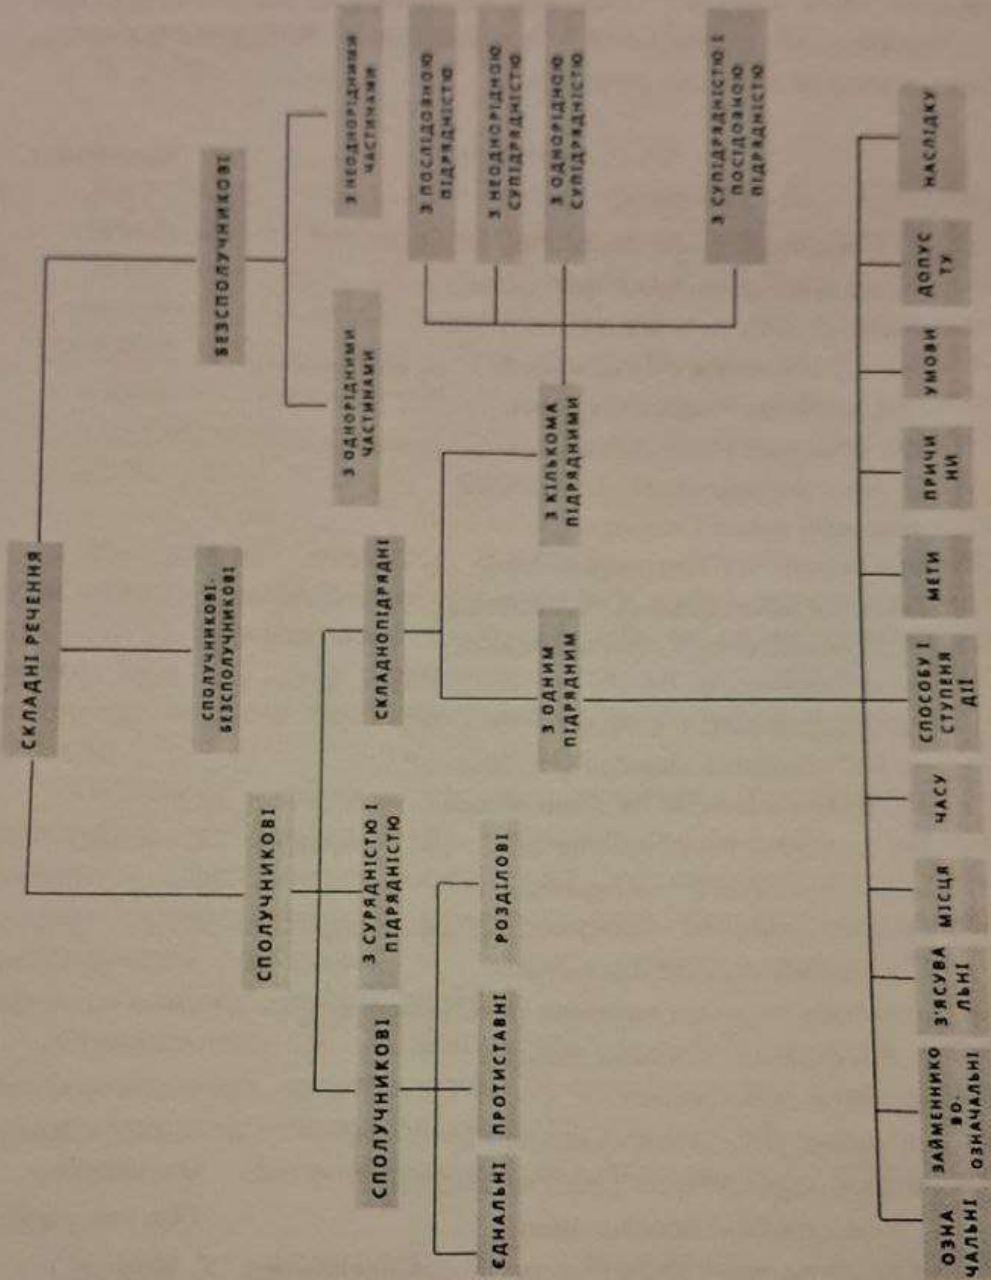 СКЛАДНІ РЕЧЕННЯ
СПОЛУЧНИКОВІ
СПОЛУЧНИКОВІ-
БЕЗСПОЛУЧНИКОВІ
БЕЗСПОЛУЧНИКОВІ
СПОЛУЧНИКОВІ
З СУРЯДНІСТЮ І
ПІДРЯДНІСТЮ
СКЛАДНОПІДРЯДНІ
З ОДНОРІДНИМИ
ЧАСТИНАМИ
З НЕОДНОРІДНИМИ
ЧАСТИНАМИ
ЄДНАЛЬНІ
ПРОТИСТАВНІ
РОЗДІЛОВІ
З ОДНИМ
ПІДРЯДНИМ
З КІЛЬКОМА
ПІДРЯДНИМИ
З ПОСЛІДОВНОЮ
ПІДРЯДНІСТЮ
З НЕОДНОРІДНОЮ
СУПІДРЯДНІСТЮ
З ОДНОРІДНОЮ
СУПІДРЯДНІСТЮ
З СУПІДРЯДНІСТЮ І
ПОСІДОВНОЮ
ПІДРЯДНІСТЮ
ОЗНА
ЧАЛЬНІ
ЗАЙМЕННИКО
ВО-
ОЗНАЧАЛЬНІ
З'ЯСУВА
ЛЬНІ
МІСЦЯ
ЧАСУ
СПОСОБУ І
СТУПЕНЯ
ДІЇ
МЕТИ
ПРИЧИ
НИ
УМОВИ
ДОПУС
ТУ
НАСЛІДКУ